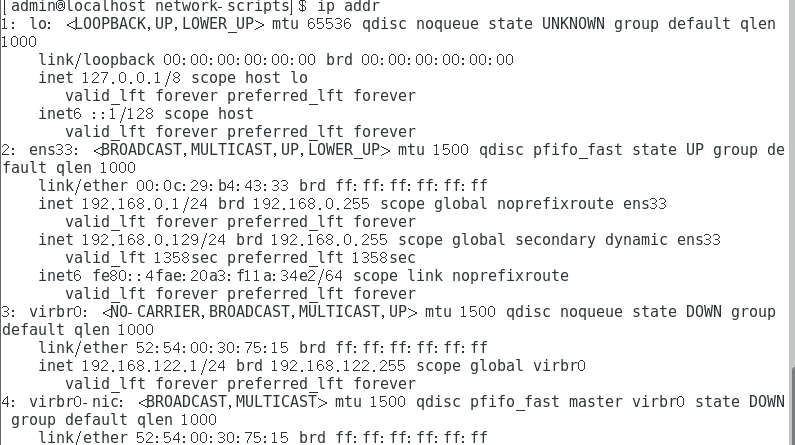 [admin@localhost network-scripts]$ ip addr
1: lo: <LOOPBACK,UP,LOWER_UP> mtu 65536 qdisc noqueue state UNKNOWN group default qlen
1000
    link/loopback 00:00:00:00:00:00 brd 00:00:00:00:00:00
    inet 127.0.0.1/8 scope host lo
       valid_lft forever preferred_lft forever
    inet6 ::1/128 scope host
       valid_lft forever preferred_lft forever
2: ens33: <BROADCAST,MULTICAST,UP,LOWER_UP> mtu 1500 qdisc pfifo_fast state UP group de
fault qlen 1000
    link/ether 00:0c:29:b4:43:33 brd ff:ff:ff:ff:ff:ff
    inet 192.168.0.1/24 brd 192.168.0.255 scope global noprefixroute ens33
       valid_lft forever preferred_lft forever
    inet 192.168.0.129/24 brd 192.168.0.255 scope global secondary dynamic ens33
       valid_lft 1358sec preferred_lft 1358sec
    inet6 fe80::4fae:20a3:f11a:34e2/64 scope link noprefixroute
       valid_lft forever preferred_lft forever
3: virbr0: <NO-CARRIER,BROADCAST,MULTICAST,UP> mtu 1500 qdisc noqueue state DOWN group
default qlen 1000
    link/ether 52:54:00:30:75:15 brd ff:ff:ff:ff:ff:ff
    inet 192.168.122.1/24 brd 192.168.122.255 scope global virbr0
       valid_lft forever preferred_lft forever
4: virbr0-nic: <BROADCAST,MULTICAST> mtu 1500 qdisc pfifo_fast master virbr0 state DOWN
 group default qlen 1000
    link/ether 52:54:00:30:75:15 brd ff:ff:ff:ff:ff:ff